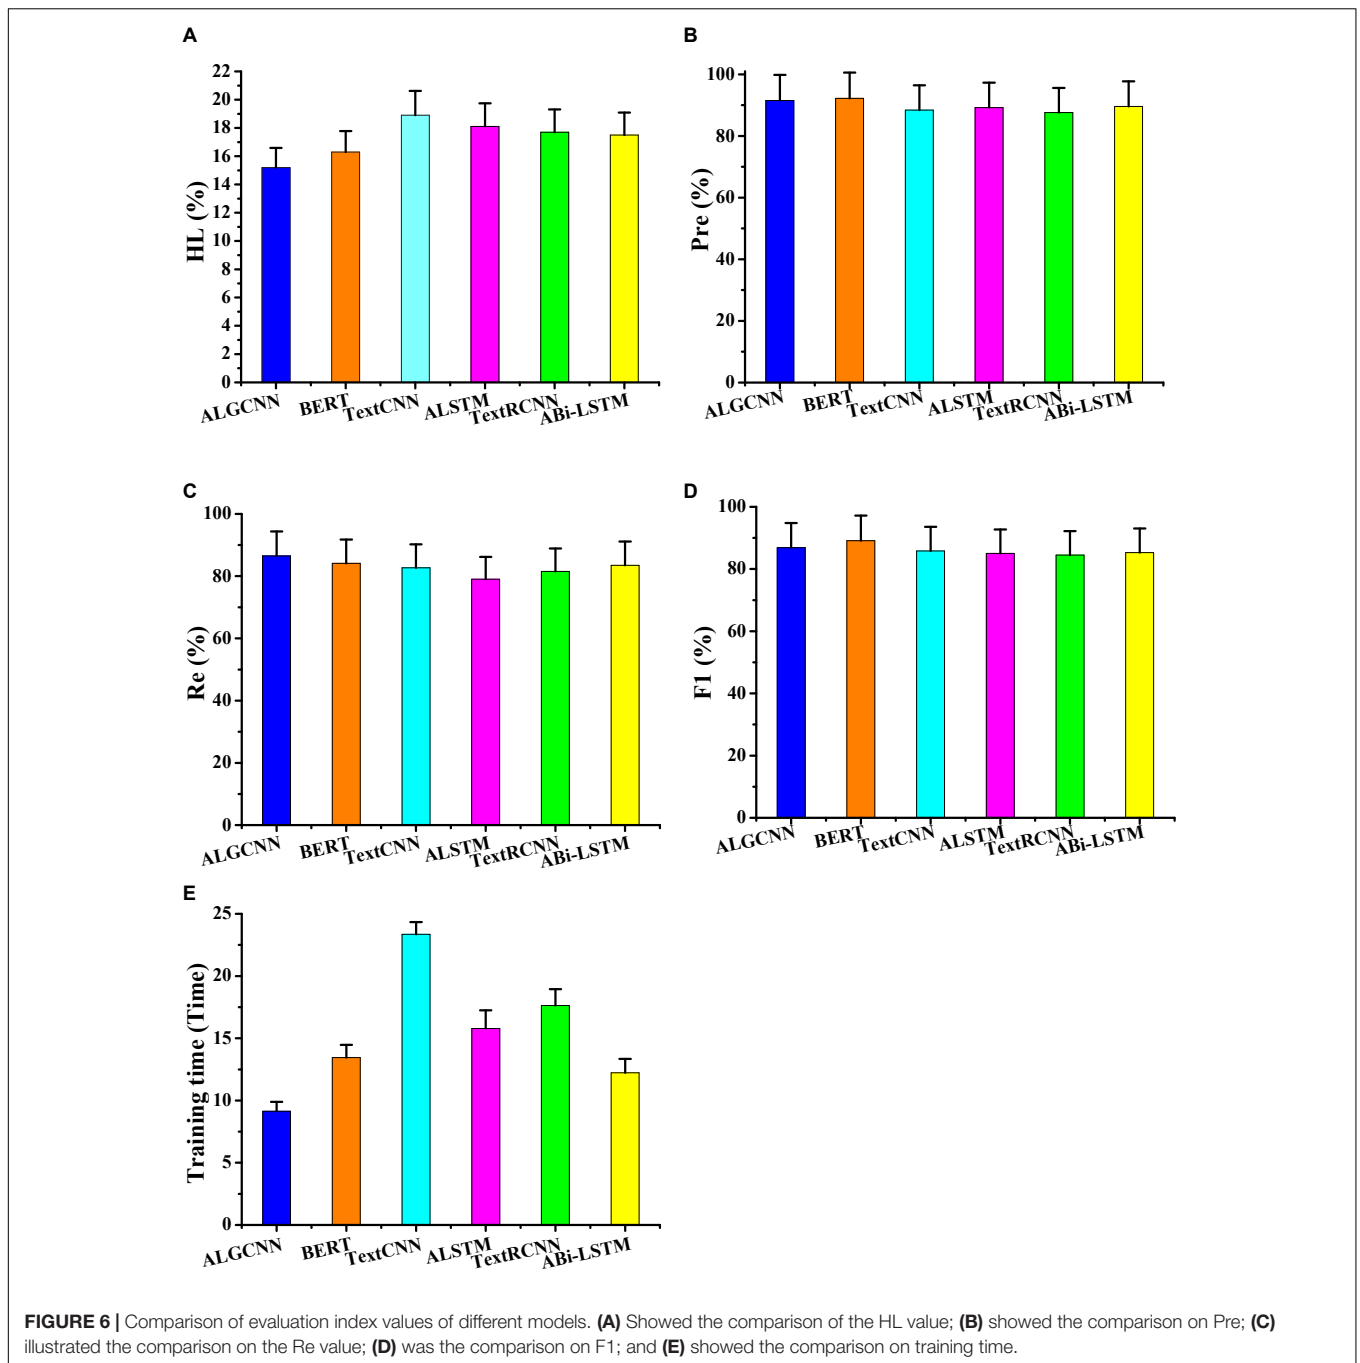 A
22
20
18
16
14
12
10
8
6
4
2
0
HL (%)
ALGCNN
BERT
TextCNN
ALSTM
TextRCNN
ABi-LSTM
B
100
80
60
40
20
0
Pre (%)
ALGCNN
BERT
TextCNN
ALSTM
TextRCNN
ABi-LSTM
C
100
80
60
40
20
0
Re (%)
ALGCNN
BERT
TextCNN
ALSTM
TextRCNN
ABi-LSTM
D
100
80
60
40
20
0
F1 (%)
ALGCNN
BERT
TextCNN
ALSTM
TextRCNN
ABi-LSTM
E
25
20
15
10
5
0
Training time (Time)
ALGCNN
BERT
TextCNN
ALSTM
TextRCNN
ABi-LSTM
FIGURE 6 | Comparison of evaluation index values of different models. (A) Showed the comparison of the HL value; (B) showed the comparison on Pre; (C)
illustrated the comparison on the Re value; (D) was the comparison on F1; and (E) showed the comparison on training time.